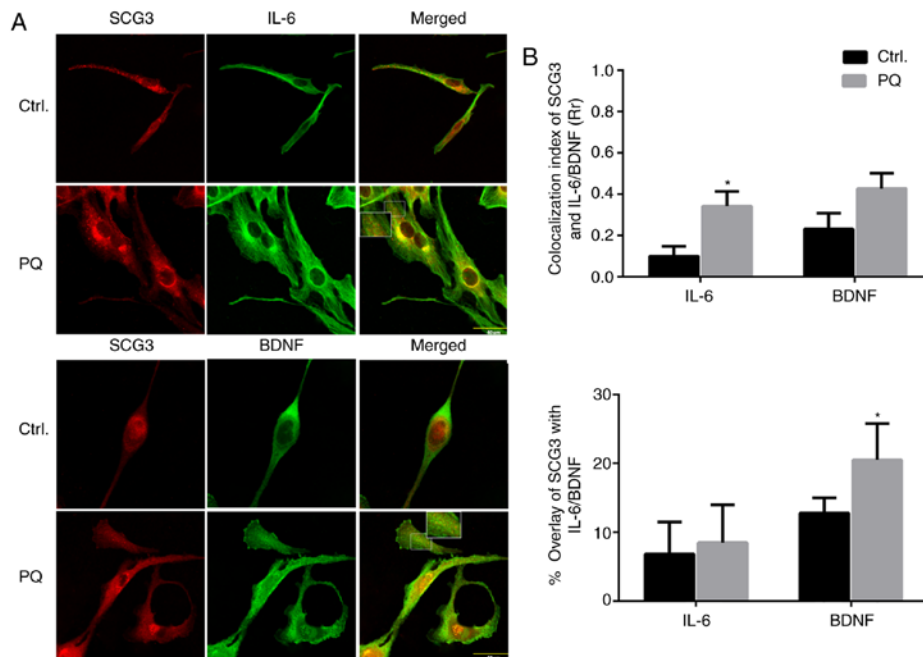 A
SCG3 IL-6 Merged
Ctrl.
PQ
SCG3 BDNF Merged
Ctrl.
PQ
B
Ctrl.
PQ
Colocalization index of SCG3
and IL-6/BDNF (Rr)
1.0
0.8
0.6
0.4
0.2
0.0
*
IL-6 BDNF
% Overlay of SCG3 with
IL-6/BDNF
30
20
10
0
*
IL-6 BDNF